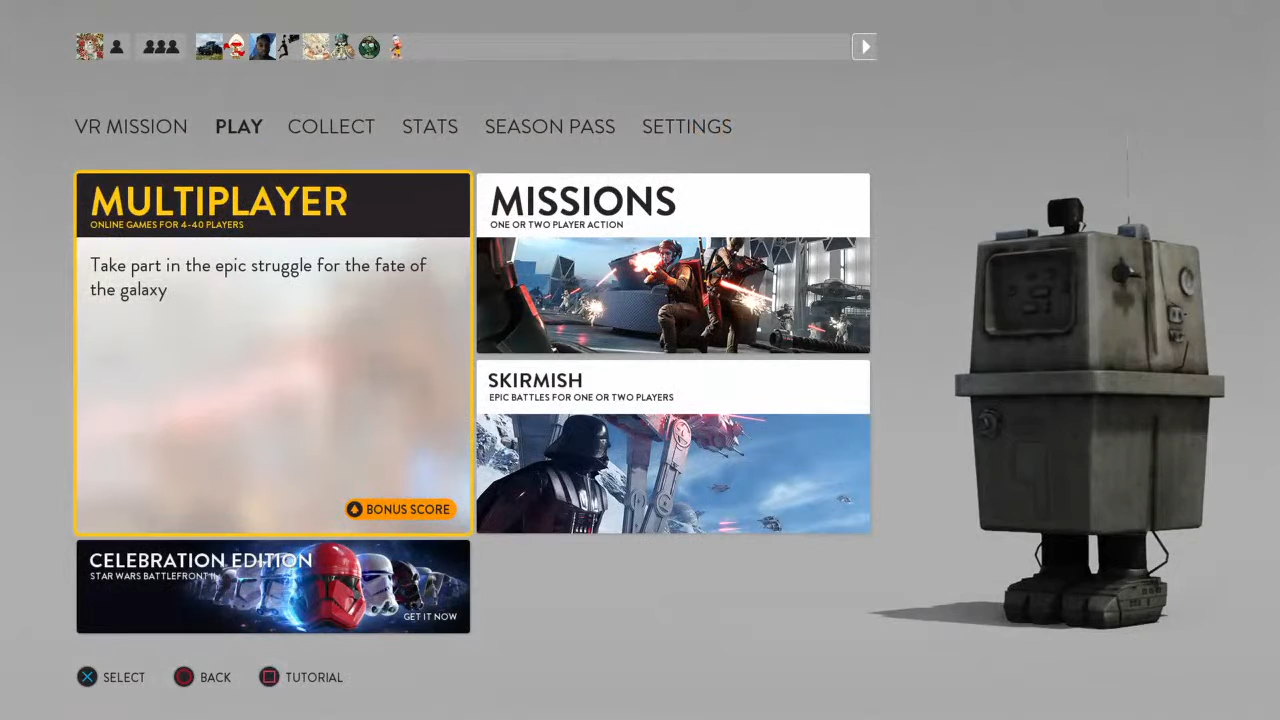 VR MISSION PLAY COLLECT STATS SEASON PASS SETTINGS
MULTIPLAYER
ONLINE GAMES FOR 4-40 PLAYERS
Take part in the epic struggle for the fate of
the galaxy
BONUS SCORE
MISSIONS
ONE OR TWO PLAYER ACTION
SKIRMISH
EPIC BATTLES FOR ONE OR TWO PLAYERS
CELEBRATION EDITION
STAR WARS BATTLEFRONT II
GET IT NOW
SELECT BACK TUTORIAL